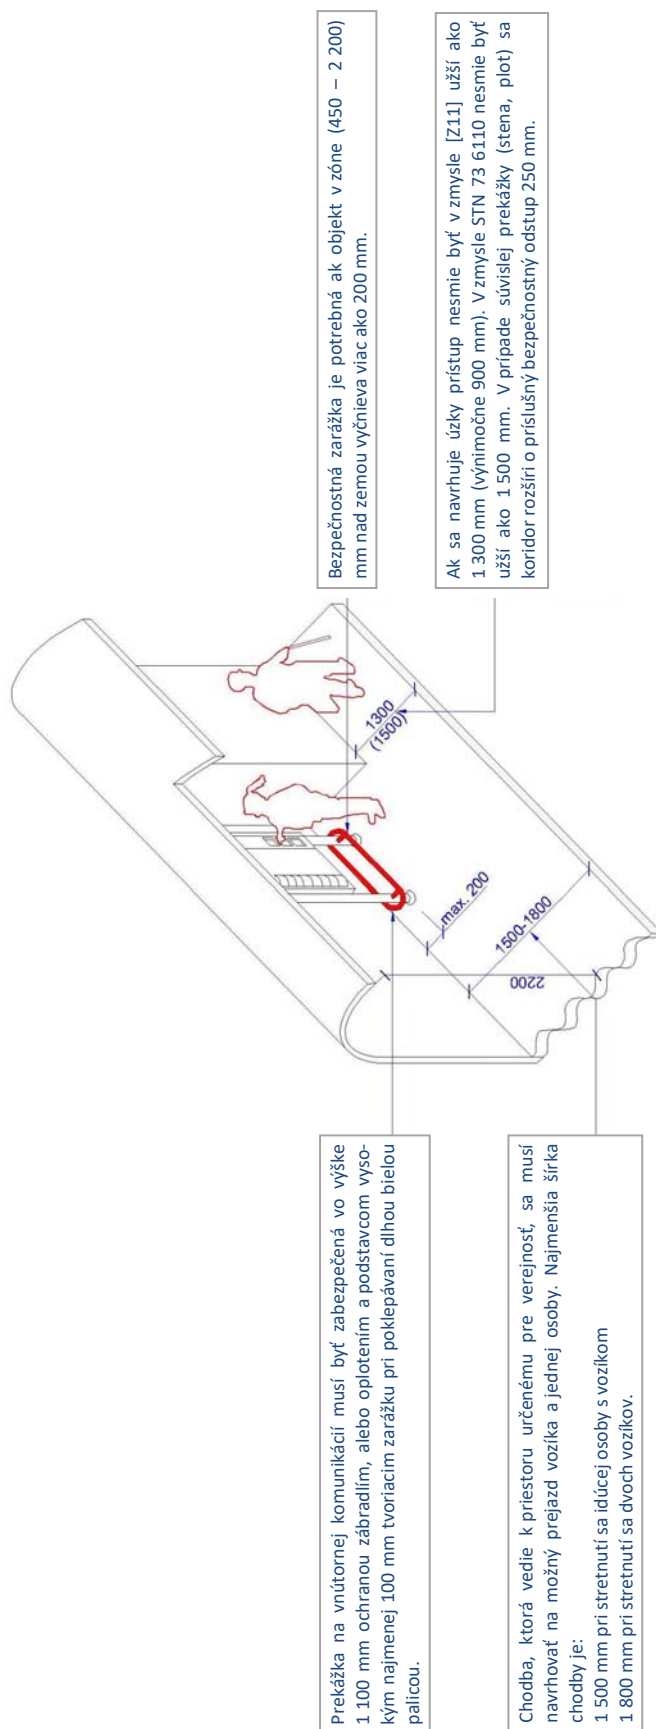 Prekážka na vnútornej komunikácií musí byť zabezpečená vo výške
1 100 mm ochranou zábradlím, alebo oplotením a podstavcom vyso-
kým najmenej 100 mm tvoriacim zarážku pri poklepávaní dlhou bielou
palicou.
Chodba, ktorá vedie k priestoru určenému pre verejnosť, sa musí
navrhovať na možný prejazd vozíka a jednej osoby. Najmenšia šírka
chodby je:
1 500 mm pri stretnutí sa idúcej osoby s vozíkom
1 800 mm pri stretnutí sa dvoch vozíkov.
2200
1500-1800
max. 200
1300
(1500)
Bezpečnostná zarážka je potrebná ak objekt v zóne (450 – 2 200)
mm nad zemou vyčnieva viac ako 200 mm.
Ak sa navrhuje úzky prístup nesmie byť v zmysle [Z11] užší ako
1 300 mm (výnimočne 900 mm). V zmysle STN 73 6110 nesmie byť
užší ako 1 500 mm. V prípade súvislej prekážky (stena, plot) sa
koridor rozšíri o príslušný bezpečnostný odstup 250 mm.